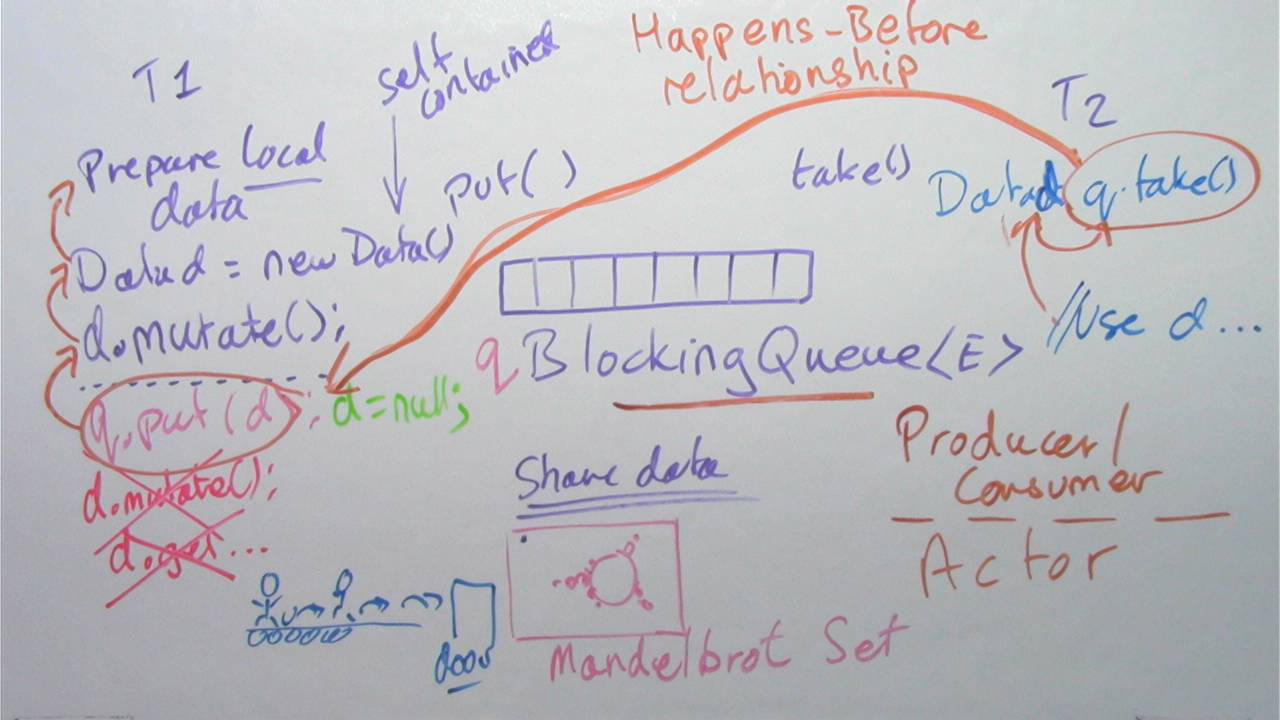 T1
Prepare local
data
Data d = new Data()
d.mutate();
q.put(d); d=null;
d.mutate();
d.get...
self
contained
put()
Happens-Before
relationship
take()
T2
Data d q.take()
//Use d...
q BlockingQueue<E>
Share data
Producer/
Consumer
Actor
door
Mandelbrot Set